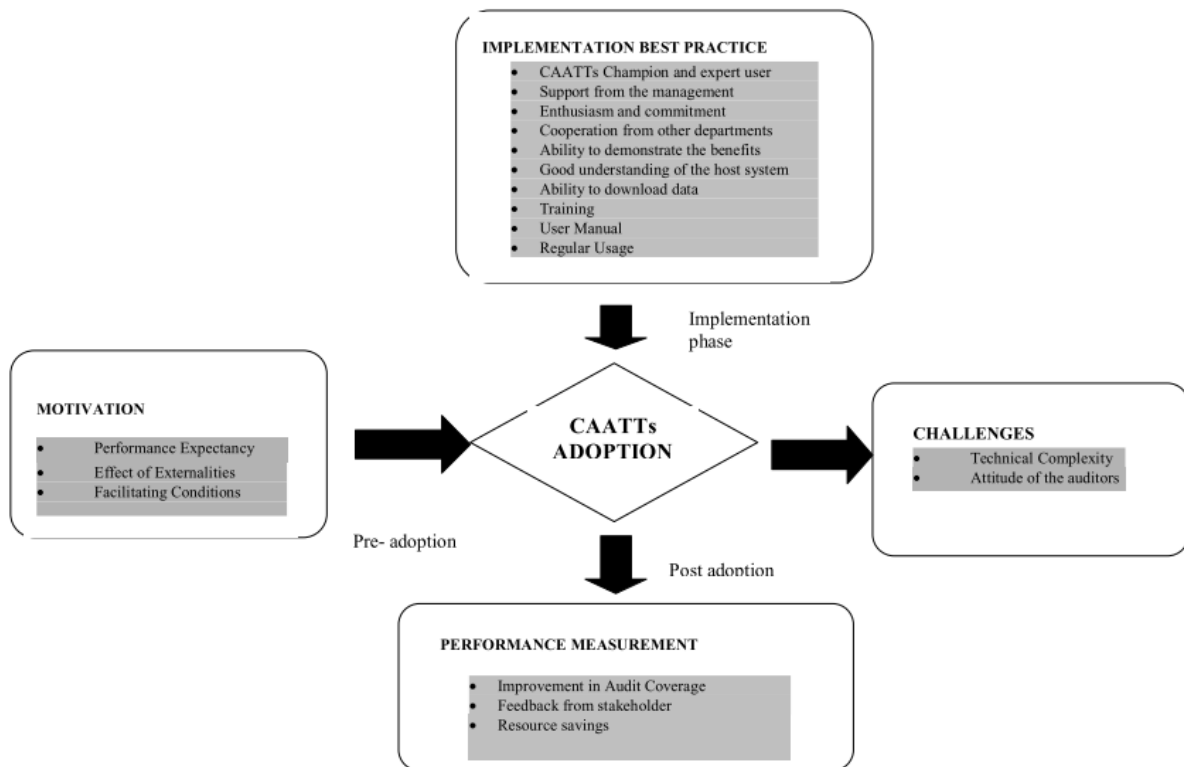 IMPLEMENTATION BEST PRACTICE
• CAATTs Champion and expert user
• Support from the management
• Enthusiasm and commitment
• Cooperation from other departments
• Ability to demonstrate the benefits
• Good understanding of the host system
• Ability to download data
• Training
• User Manual
• Regular Usage
Implementation
phase
MOTIVATION
• Performance Expectancy
• Effect of Externalities
• Facilitating Conditions
Pre- adoption
CAATTs
ADOPTION
CHALLENGES
• Technical Complexity
• Attitude of the auditors
Post adoption
PERFORMANCE MEASUREMENT
• Improvement in Audit Coverage
• Feedback from stakeholder
• Resource savings